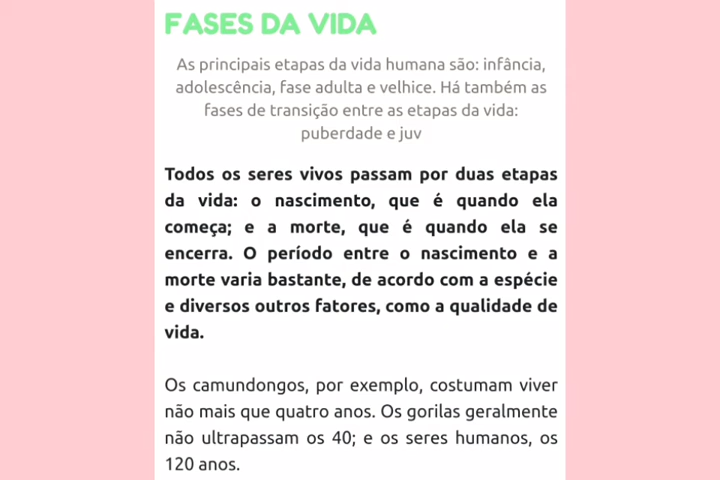 FASES DA VIDA
As principais etapas da vida humana são: infância,
adolescência, fase adulta e velhice. Há também as
fases de transição entre as etapas da vida:
puberdade e juv
Todos os seres vivos passam por duas etapas
da vida: o nascimento, que é quando ela
começa; e a morte, que é quando ela se
encerra. O período entre o nascimento e a
morte varia bastante, de acordo com a espécie
e diversos outros fatores, como a qualidade de
vida.
Os camundongos, por exemplo, costumam viver
não mais que quatro anos. Os gorilas geralmente
não ultrapassam os 40; e os seres humanos, os
120 anos.